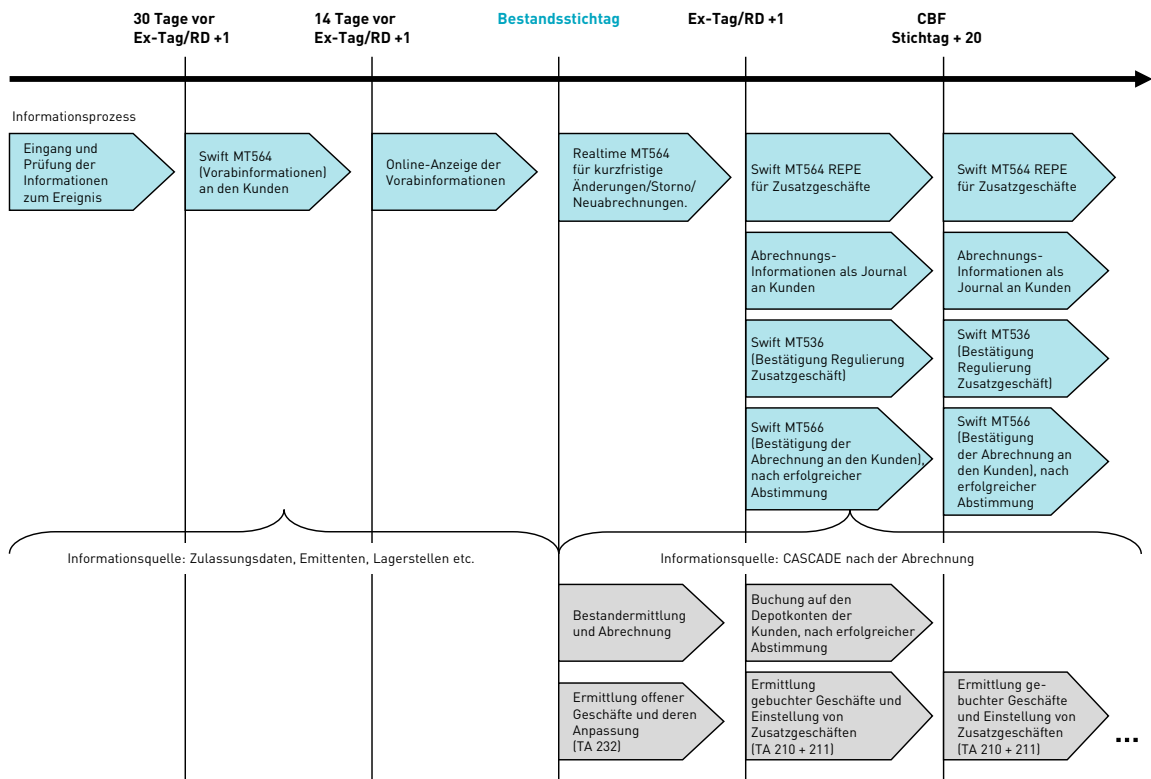 30 Tage vor
Ex-Tag/RD +1
14 Tage vor
Ex-Tag/RD +1
Bestandsstichtag
Ex-Tag/RD +1
CBF
Stichtag + 20
Informationsprozess
Eingang und
Prüfung der
Informationen
zum Ereignis
Swift MT564
(Vorabinformationen)
an den Kunden
Online-Anzeige der
Vorabinformationen
Realtime MT564
für kurzfristige
Änderungen/Storno/
Neuabrechnungen.
Swift MT564 REPE
für Zusatzgeschäfte
Swift MT564 REPE
für Zusatzgeschäfte
Abrechnungs-
Informationen als Journal
an Kunden
Abrechnungs-
Informationen als
Journal an Kunden
Swift MT536
(Bestätigung Regulierung
Zusatzgeschäft)
Swift MT536
(Bestätigung
Regulierung
Zusatzgeschäft)
Swift MT566
(Bestätigung der
Abrechnung an den Kunden),
nach erfolgreicher
Abstimmung
Swift MT566
(Bestätigung
der Abrechnung an
den Kunden), nach
erfolgreicher
Abstimmung
Informationsquelle: Zulassungsdaten, Emittenten, Lagerstellen etc.
Informationsquelle: CASCADE nach der Abrechnung
Bestandermittlung
und Abrechnung
Buchung auf den
Depotkonten der
Kunden, nach erfolgreicher
Abstimmung
Ermittlung offener
Geschäfte und deren
Anpassung
(TA 232)
Ermittlung
gebuchter Geschäfte und
Einstellung von
Zusatzgeschäften
(TA 210 + 211)
Ermittlung ge-
buchter Geschäfte
und Einstellung von
Zusatzgeschäften
(TA 210 + 211)
...